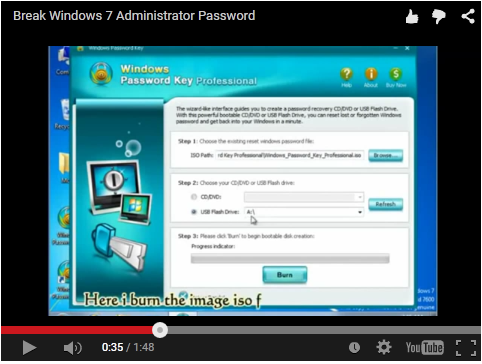 Break Windows 7 Administrator Password
Windows Password Key
Windows
Password Key Professional
Help
About
Buy Now
The wizard-like interface guides you to create a password recovery CD/DVD or USB Flash Drive.
With this powerful bootable CD/DVD or USB Flash Drive, you can reset lost or forgotten Windows
password and get back into your Windows in a minute.
Step 1: Choose the existing reset windows password file:
ISO Path: rd Key Professional\Windows_Password_Key_Professional.iso
Browse...
Step 2: Choose your CD/DVD or USB Flash drive:
CD/DVD:
USB Flash Drive: A:\
Refresh
Step 3: Please click 'Burn' to begin bootable disk creation:
Progress indicator:
Burn
Here i burn the image iso f
0:35 / 1:48
YouTube